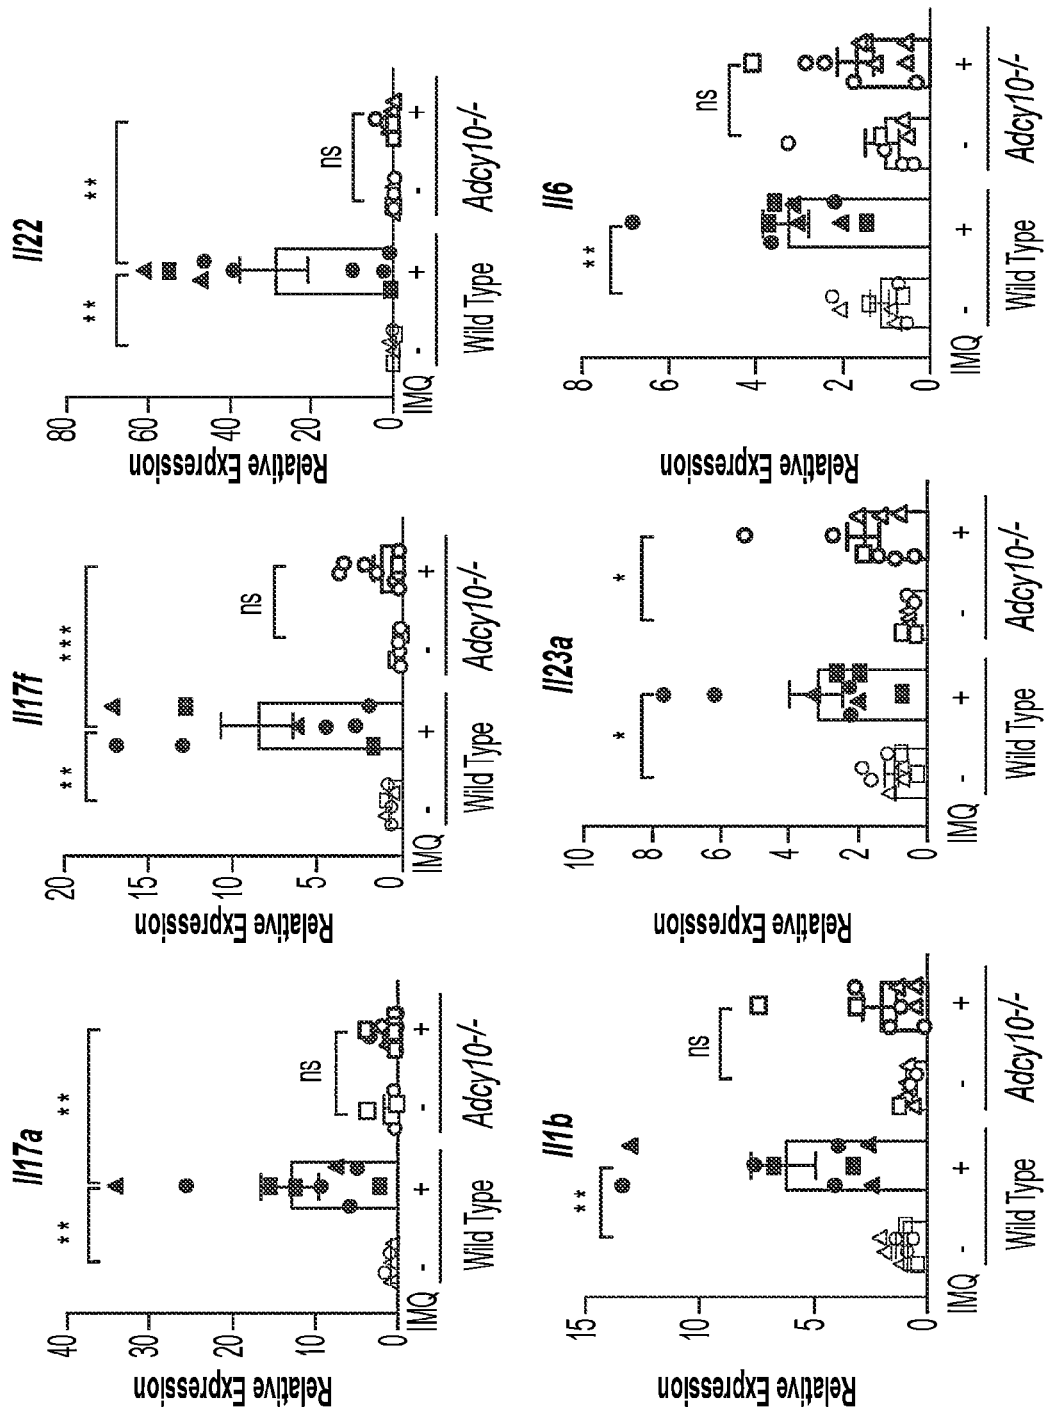 Il17a
Relative Expression
40
30
20
10
0
**
**
ns
IMQ - + - +
Wild Type Adcy10-/-
Il17f
Relative Expression
20
15
10
5
0
**
***
ns
IMQ - + - +
Wild Type Adcy10-/-
Il22
Relative Expression
80
60
40
20
0
**
**
ns
IMQ - + - +
Wild Type Adcy10-/-
Il1b
Relative Expression
15
10
5
0
**
ns
IMQ - + - +
Wild Type Adcy10-/-
Il23a
Relative Expression
10
8
6
4
2
0
*
*
IMQ - + - +
Wild Type Adcy10-/-
Il6
Relative Expression
8
6
4
2
0
**
ns
IMQ - + - +
Wild Type Adcy10-/-